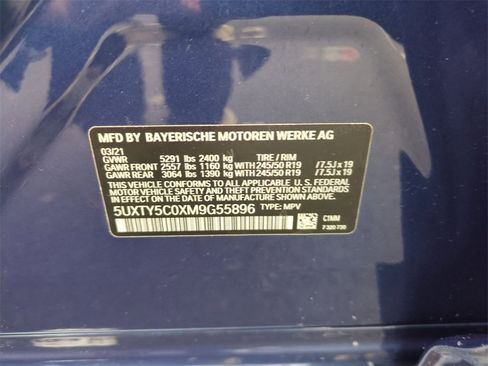 MFD BY BAYERISCHE MOTOREN WERKE AG
03/21
GVWR 5291 lbs 2400 kg TIRE / RIM
GAWR FRONT 2557 lbs 1160 kg WITH 245/50 R19 /7.5J x 19
GAWR REAR 3064 lbs 1390 kg WITH 245/50 R19 /7.5J x 19
THIS VEHICLE CONFORMS TO ALL APPLICABLE U. S. FEDERAL
MOTOR VEHICLE SAFETY AND THEFT PREVENTION STANDARDS
IN EFFECT ON THE DATE OF MANUFACTURE SHOWN ABOVE.
5UXTY5C0XM9G55896 TYPE: MPV
C1MM
7 320 730